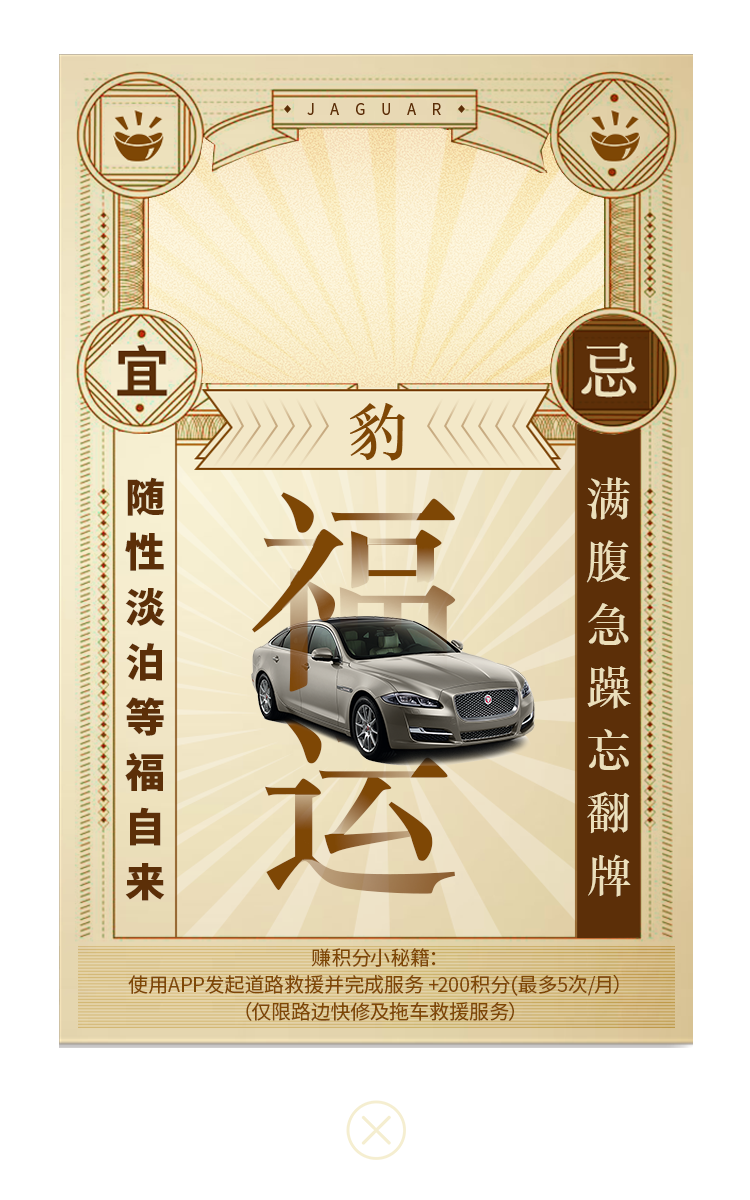 JAGUAR
宜
忌
豹
福运
随性淡泊等福自来
满腹急躁忘翻牌
赚积分小秘籍：
使用APP发起道路救援并完成服务 +200积分(最多5次/月)
(仅限路边快修及拖车救援服务)